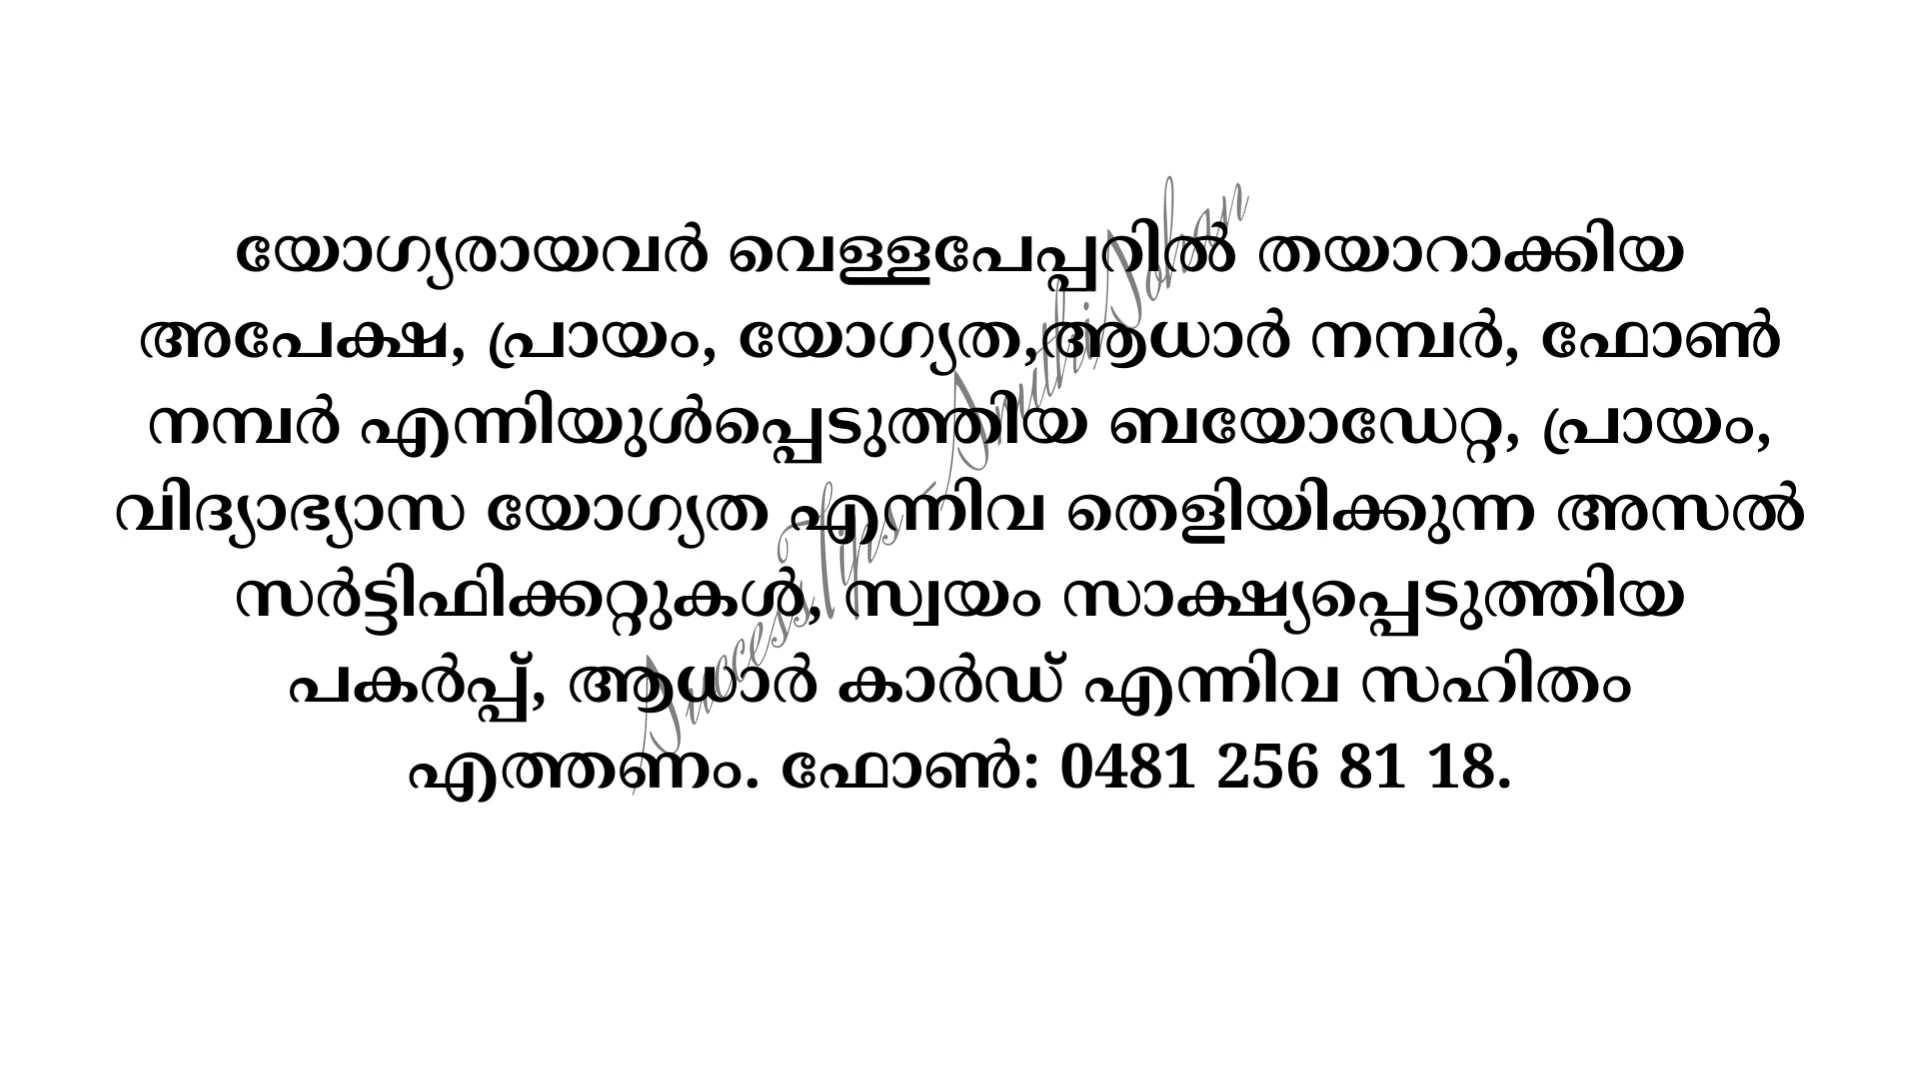 യോഗ്യരായവർ വെള്ളപേപ്പറിൽ തയാറാക്കിയ
അപേക്ഷ, പ്രായം, യോഗ്യത,ആധാർ നമ്പർ, ഫോൺ
നമ്പർ എന്നിയുൾപ്പെടുത്തിയ ബയോഡേറ്റ, പ്രായം,
വിദ്യാഭ്യാസ യോഗ്യത എന്നിവ തെളിയിക്കുന്ന അസൽ
സർട്ടിഫിക്കറ്റുകൾ, സ്വയം സാക്ഷ്യപ്പെടുത്തിയ
പകർപ്പ്, ആധാർ കാർഡ് എന്നിവ സഹിതം
എത്തണം. ഫോൺ: 0481 256 81 18.
SuccessTips-